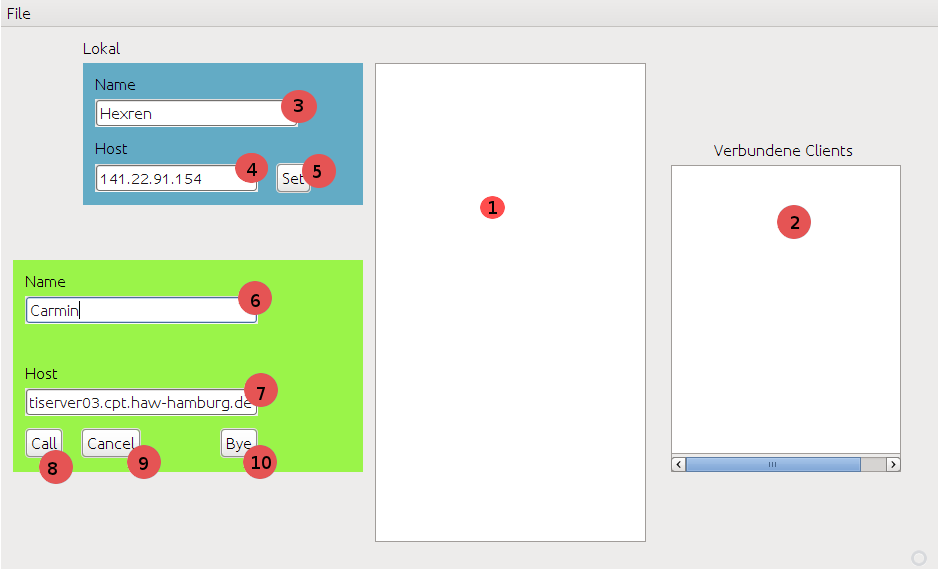 File
Lokal
Name
Hexren
3
Host
141.22.91.154
4
Set
5
Name
Carmin
6
Host
tiserver03.cpt.haw-hamburg.de
7
Call
Cancel
Bye
8
9
10
1
Verbundene Clients
2